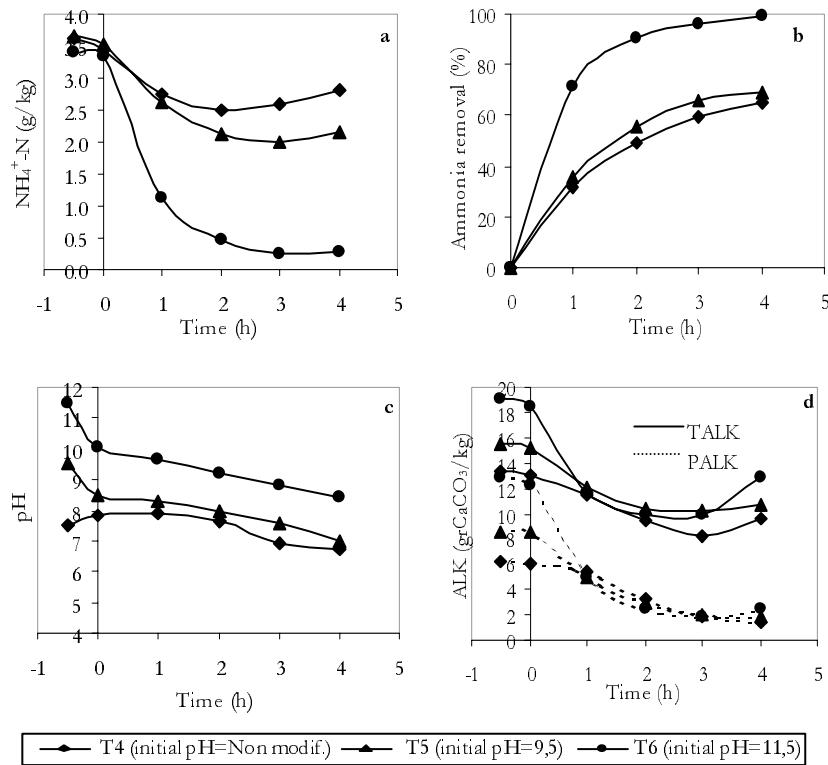 a
4.0
3.5
3.0
2.5
2.0
1.5
1.0
0.5
0.0
NH₄⁺-N (g/kg)
-1 0 1 2 3 4 5
Time (h)
b
100
80
60
40
20
0
Ammonia removal (%)
0 1 2 3 4 5
Time (h)
c
12
11
10
9
8
7
6
5
4
pH
-1 0 1 2 3 4 5
Time (h)
d
20
18
16
14
12
10
8
6
4
2
0
ALK (grCaCO₃/kg)
TALK
PALK
-1 0 1 2 3 4 5
Time (h)
T4 (initial pH=Non modif.) T5 (initial pH=9,5) T6 (initial pH=11,5)